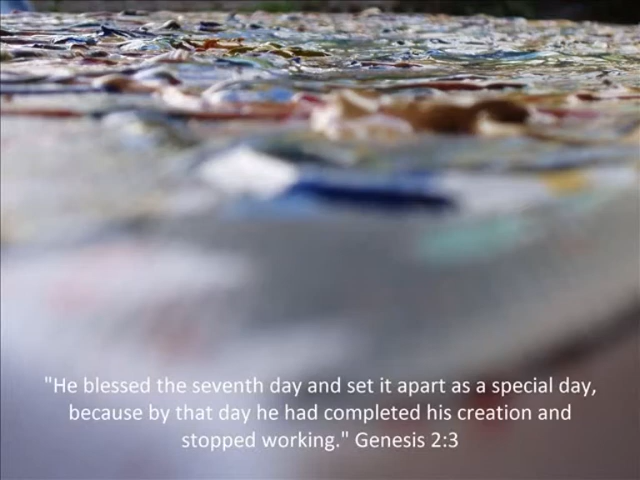 "He blessed the seventh day and set it apart as a special day,
because by that day he had completed his creation and
stopped working." Genesis 2:3